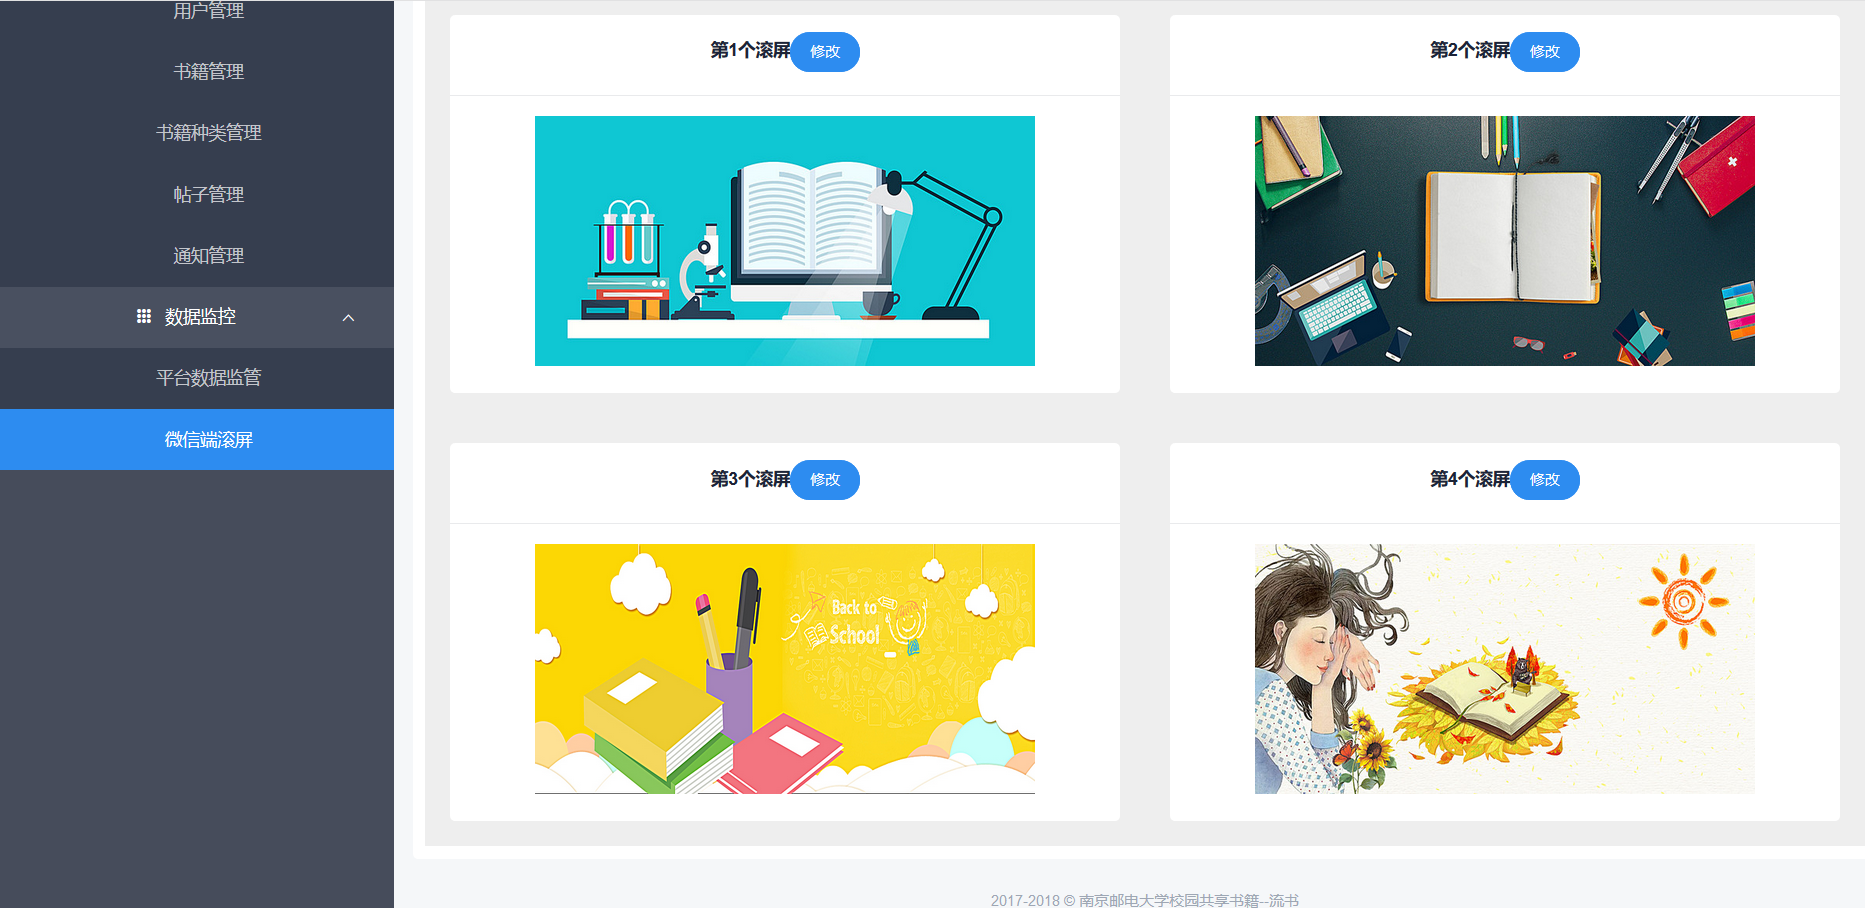 用户管理
书籍管理
书籍种类管理
帖子管理
通知管理
数据监控
平台数据监管
微信端滚屏
第1个滚屏 修改
第2个滚屏 修改
第3个滚屏 修改
Back to
School
第4个滚屏 修改
2017-2018 © 南京邮电大学校园共享书籍--流书